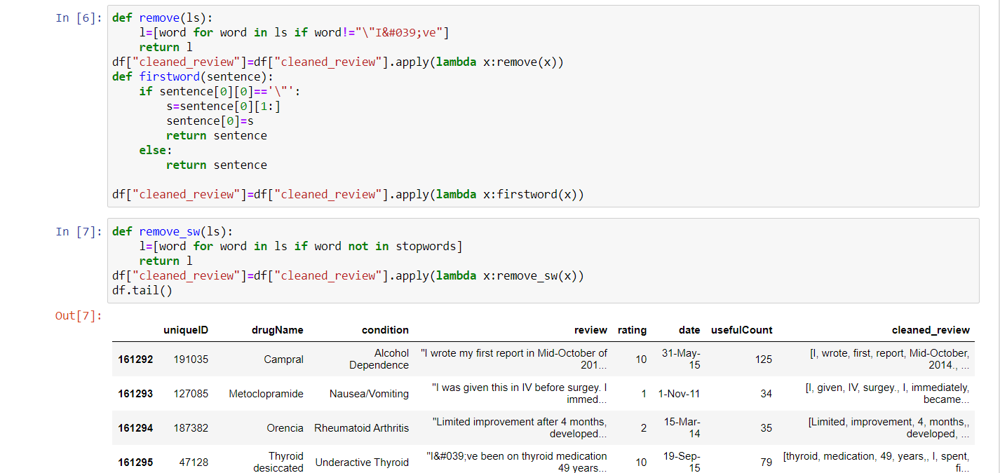 In [6]: def remove(ls):
    l=[word for word in ls if word!="\"I&#039;ve"]
    return l
df["cleaned_review"]=df["cleaned_review"].apply(lambda x:remove(x))
def firstword(sentence):
    if sentence[0][0]=='\"':
        s=sentence[0][1:]
        sentence[0]=s
        return sentence
    else:
        return sentence
df["cleaned_review"]=df["cleaned_review"].apply(lambda x:firstword(x))
In [7]: def remove_sw(ls):
    l=[word for word in ls if word not in stopwords]
    return l
df["cleaned_review"]=df["cleaned_review"].apply(lambda x:remove_sw(x))
df.tail()
Out[7]:
uniqueID drugName condition review rating date usefulCount cleaned_review
161292 191035 Campral Alcohol Dependence "I wrote my first report in Mid-October of 201... 10 31-May-15 125 [I, wrote, first, report, Mid-October, 2014., ...
161293 127085 Metoclopramide Nausea/Vomiting "I was given this in IV before surgey. I immed... 1 1-Nov-11 34 [I, given, IV, surgey., I, immediately, became...
161294 187382 Orencia Rheumatoid Arthritis "Limited improvement after 4 months, developed... 2 15-Mar-14 35 [Limited, improvement, 4, months,, developed, ...
161295 47128 Thyroid desiccated Underactive Thyroid "I&#039;ve been on thyroid medication 49 years... 10 19-Sep-15 79 [thyroid, medication, 49, years,, I, spent, fi...